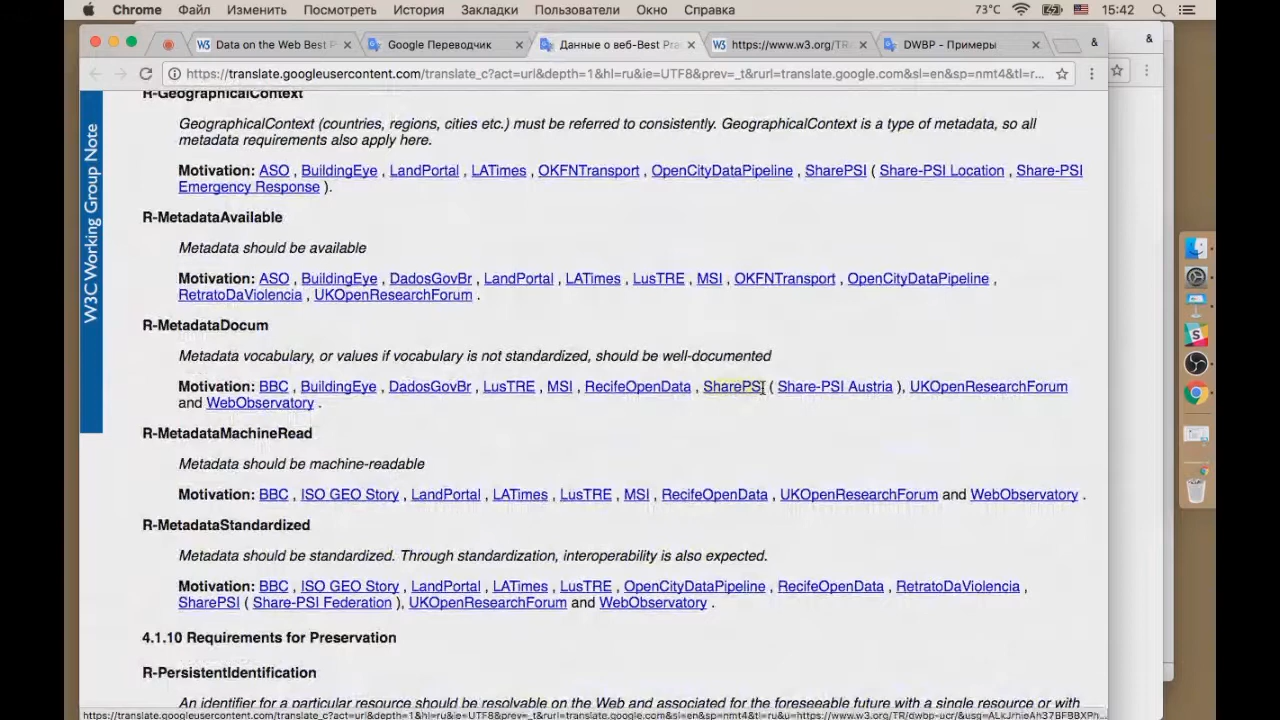 Chrome Файл Изменить Посмотреть История Закладки Пользователи Окно Справка 73°C 15:42
Data on the Web Best P
Google Переводчик
Данные о веб-Best Pra
https://www.w3.org/TR
DWBP - Примеры
&
&
https://translate.googleusercontent.com/translate_c?act=url&depth=1&hl=ru&ie=UTF8&prev=_t&rurl=translate.google.com&sl=en&sp=nmt4&tl=r...
W3C Working Group Note
R-GeographicalContext
GeographicalContext (countries, regions, cities etc.) must be referred to consistently. GeographicalContext is a type of metadata, so all
metadata requirements also apply here.
Motivation: ASO , BuildingEye , LandPortal , LATimes , OKFNTransport , OpenCityDataPipeline , SharePSI ( Share-PSI Location , Share-PSI
Emergency Response ).
R-MetadataAvailable
Metadata should be available
Motivation: ASO , BuildingEye , DadosGovBr , LandPortal , LATimes , LusTRE , MSI , OKFNTransport , OpenCityDataPipeline ,
RetratoDaViolencia , UKOpenResearchForum .
R-MetadataDocum
Metadata vocabulary, or values if vocabulary is not standardized, should be well-documented
Motivation: BBC , BuildingEye , DadosGovBr , LusTRE , MSI , RecifeOpenData , SharePSI ( Share-PSI Austria ), UKOpenResearchForum
and WebObservatory .
R-MetadataMachineRead
Metadata should be machine-readable
Motivation: BBC , ISO GEO Story , LandPortal , LATimes , LusTRE , MSI , RecifeOpenData , UKOpenResearchForum and WebObservatory .
R-MetadataStandardized
Metadata should be standardized. Through standardization, interoperability is also expected.
Motivation: BBC , ISO GEO Story , LandPortal , LATimes , LusTRE , OpenCityDataPipeline , RecifeOpenData , RetratoDaViolencia ,
SharePSI ( Share-PSI Federation ), UKOpenResearchForum and WebObservatory .
4.1.10 Requirements for Preservation
R-PersistentIdentification
An identifier for a particular resource should be resolvable on the Web and associated for the foreseeable future with a single resource or with